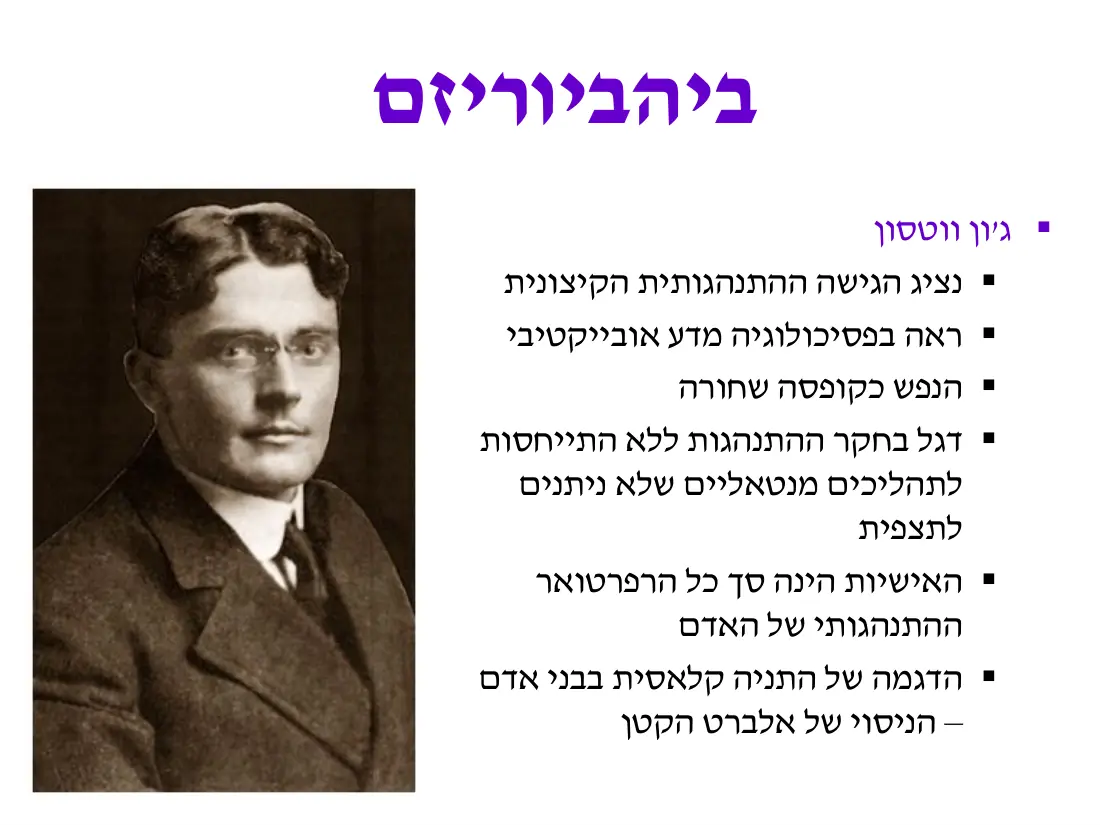 ביהביוריזם
▪ ג'ון ווטסון
▪ נציג הגישה ההתנהגותית הקיצונית
▪ ראה בפסיכולוגיה מדע אובייקטיבי
▪ הנפש כקופסה שחורה
▪ דגל בחקר ההתנהגות ללא התייחסות
לתהליכים מנטאליים שלא ניתנים
לתצפית
▪ האישיות הינה סך כל הרפרטואר
ההתנהגותי של האדם
▪ הדגמה של התניה קלאסית בבני אדם
– הניסוי של אלברט הקטן